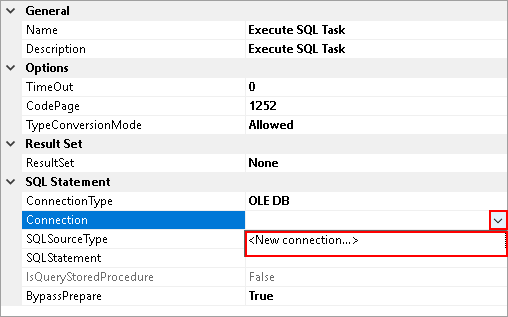 General
Name Execute SQL Task
Description Execute SQL Task
Options
TimeOut 0
CodePage 1252
TypeConversionMode Allowed
Result Set
ResultSet None
SQL Statement
ConnectionType OLE DB
Connection
SQLSourceType <New connection...>
SQLStatement
IsQueryStoredProcedure False
BypassPrepare True